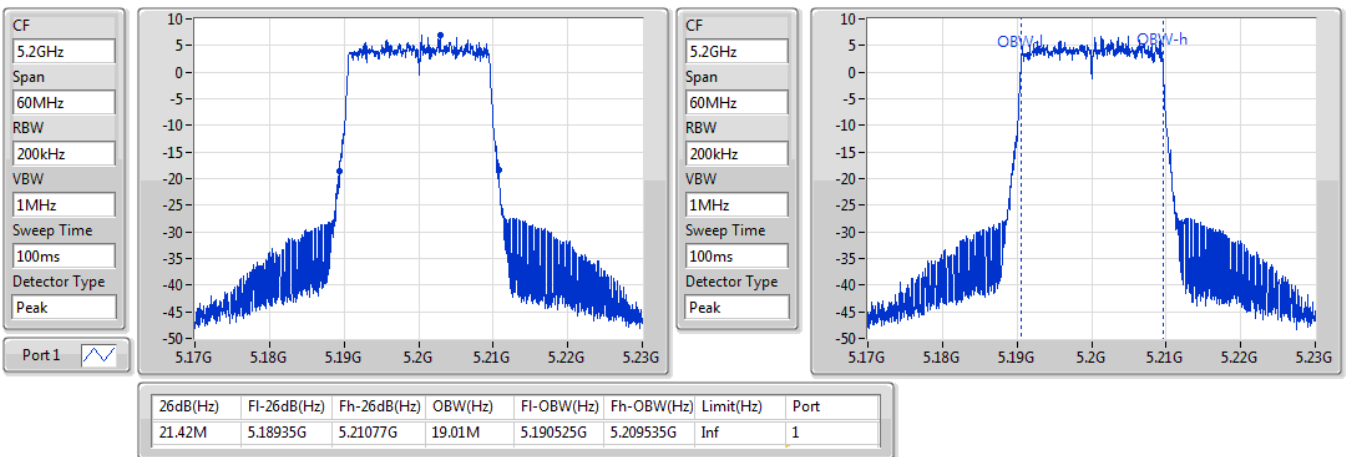 CF
5.2GHz
Span
60MHz
RBW
200kHz
VBW
1MHz
Sweep Time
100ms
Detector Type
Peak
Port 1
10
5
0
-5
-10
-15
-20
-25
-30
-35
-40
-45
-50
5.17G 5.18G 5.19G 5.2G 5.21G 5.22G 5.23G
CF
5.2GHz
Span
60MHz
RBW
200kHz
VBW
1MHz
Sweep Time
100ms
Detector Type
Peak
10
5
0
-5
-10
-15
-20
-25
-30
-35
-40
-45
-50
OBW-l OBW-h
5.17G 5.18G 5.19G 5.2G 5.21G 5.22G 5.23G
26dB(Hz) Fl-26dB(Hz) Fh-26dB(Hz) OBW(Hz) Fl-OBW(Hz) Fh-OBW(Hz) Limit(Hz) Port
21.42M 5.18935G 5.21077G 19.01M 5.190525G 5.209535G Inf 1